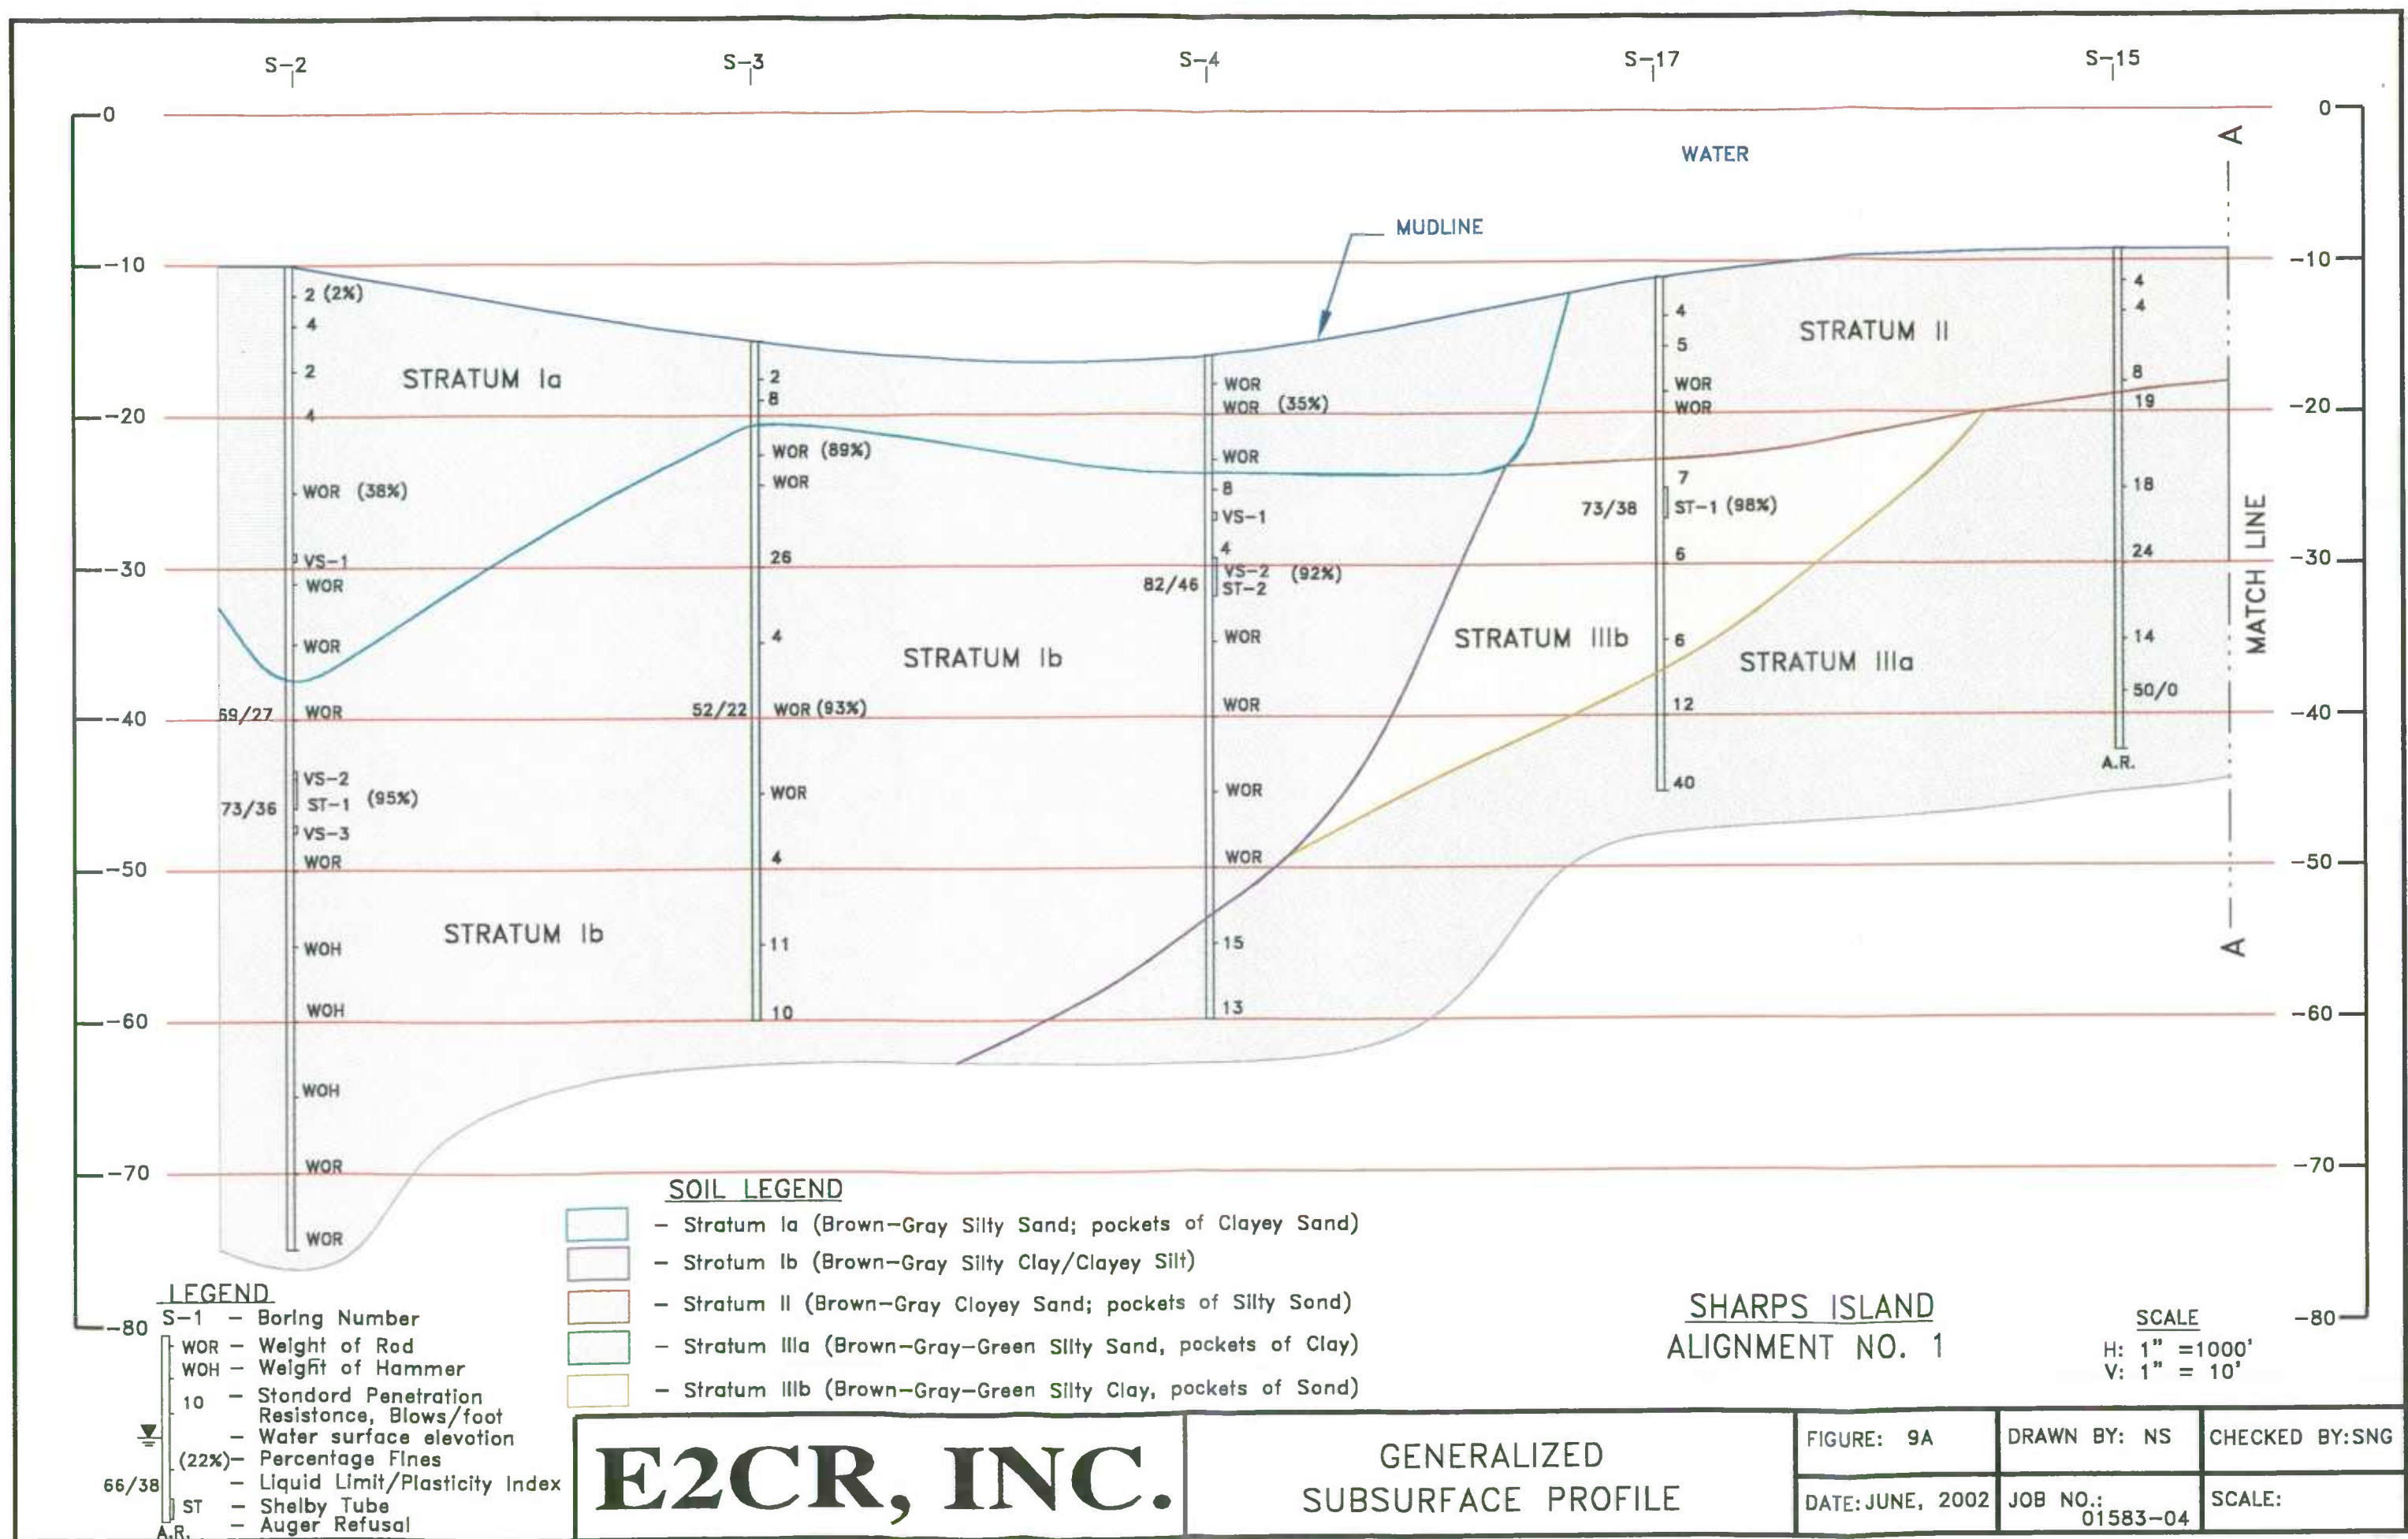 S-2 S-3 S-4 S-17 S-15
0 0
WATER
A
MUDLINE
-10 -10
2 (2%)
4
2
4
WOR (38%)
VS-1
WOR
WOR
69/27 WOR
VS-2
73/36 ST-1 (95%)
VS-3
WOR
WOH
WOH
WOH
WOR
WOR
STRATUM Ia
STRATUM Ib
2
8
WOR (89%)
WOR
26
4
52/22 WOR (93%)
WOR
4
11
10
STRATUM Ib
WOR
WOR (35%)
WOR
8
VS-1
4
VS-2 (92%)
82/46 ST-2
WOR
WOR
WOR
WOR
15
13
STRATUM IIIb
4
5
WOR
WOR
7
73/38 ST-1 (98%)
6
6
12
40
STRATUM II
STRATUM IIIa
4
4
8
19
18
24
14
50/0
A.R.
MATCH LINE
A
-20 -20
-30 -30
-40 -40
-50 -50
-60 -60
-70 -70
-80 -80
SOIL LEGEND
- Stratum Ia (Brown-Gray Silty Sand; pockets of Clayey Sand)
- Strotum Ib (Brown-Gray Silty Clay/Clayey Silt)
- Stratum II (Brown-Gray Cloyey Sand; pockets of Silty Sond)
- Stratum IIIa (Brown-Gray-Green Silty Sand, pockets of Clay)
- Stratum IIIb (Brown-Gray-Green Silty Clay, pockets of Sond)
LEGEND
S-1 - Boring Number
WOR - Weight of Rod
WOH - Weight of Hammer
10 - Stondord Penetration
Resistonce, Blows/foot
- Water surface elevotion
(22%)- Percentage Fines
66/38 - Liquid Limit/Plasticity Index
ST - Shelby Tube
A.R. - Auger Refusal
SHARPS ISLAND
ALIGNMENT NO. 1
SCALE
H: 1" =1000'
V: 1" = 10'
E2CR, INC.
GENERALIZED
SUBSURFACE PROFILE
FIGURE: 9A
DRAWN BY: NS
CHECKED BY:SNG
DATE:JUNE, 2002
JOB NO.:
01583-04
SCALE: